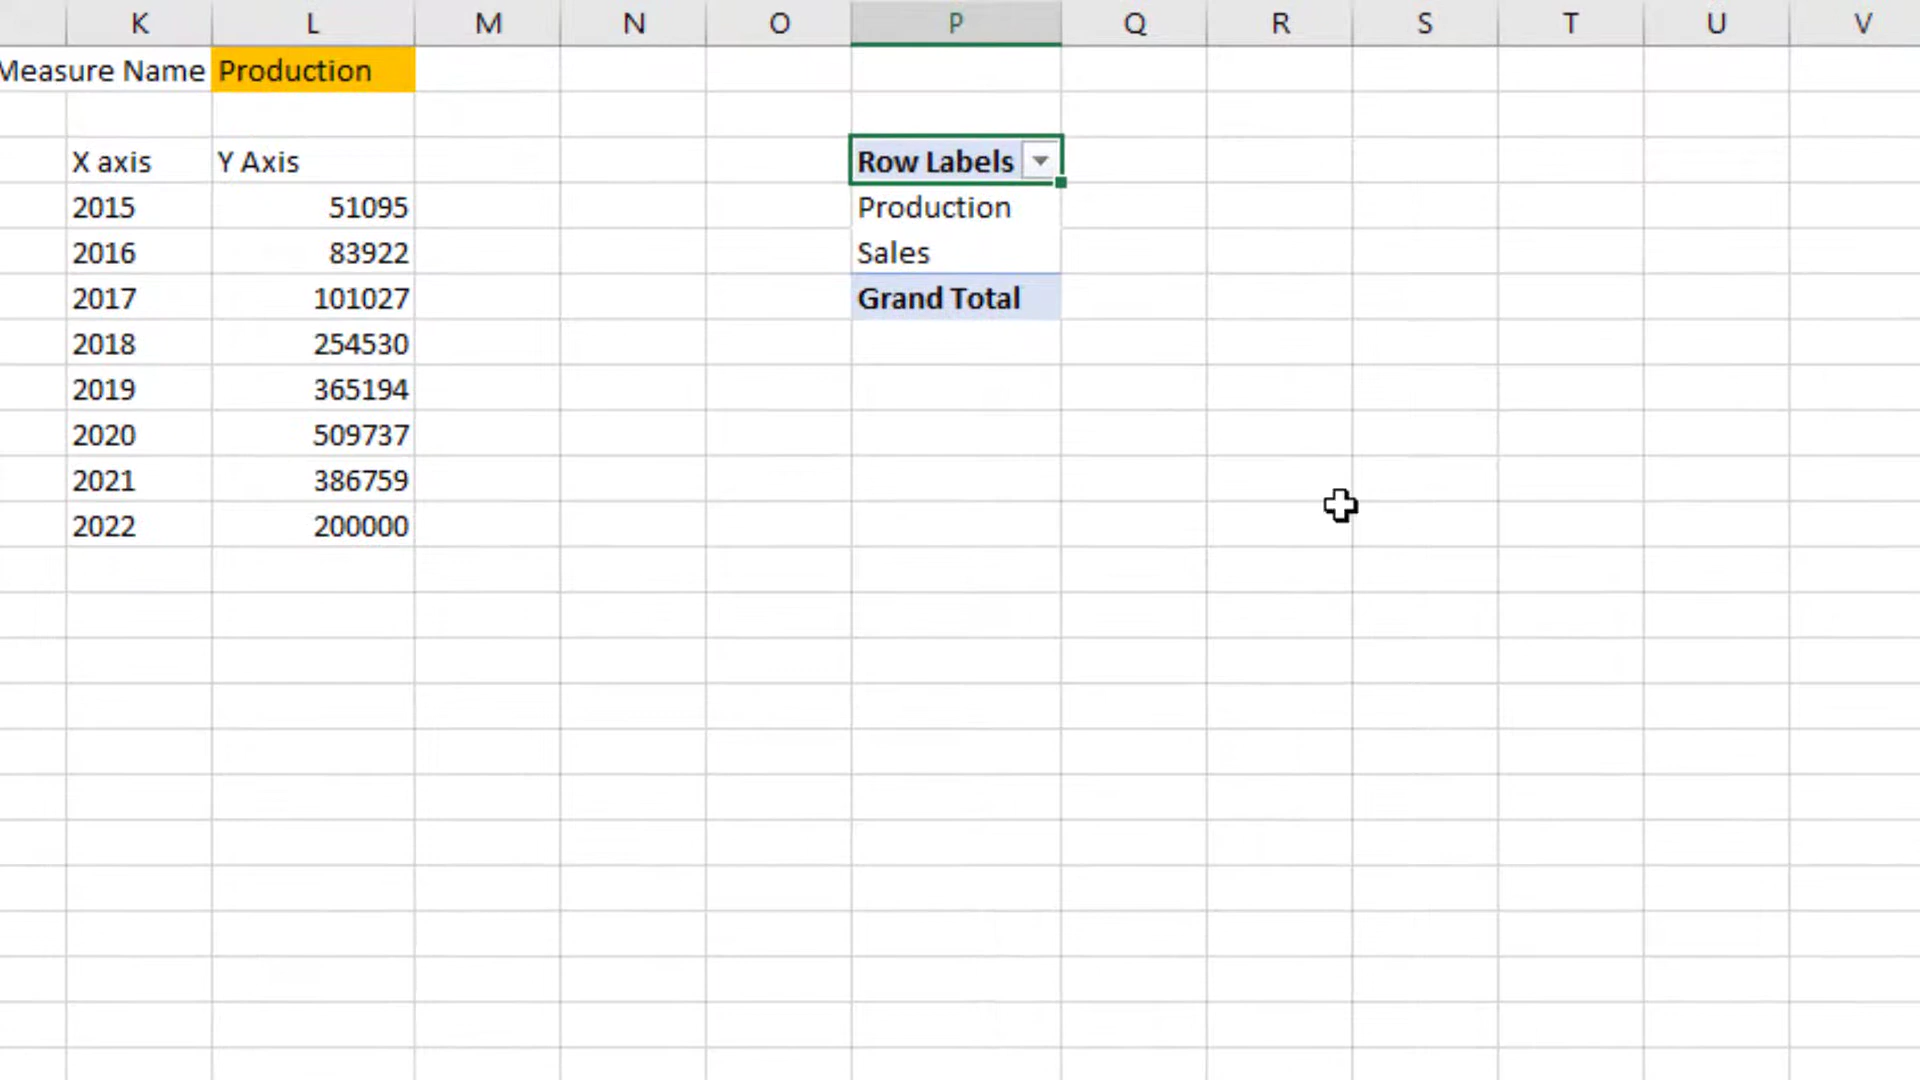 K L M N O P Q R S T U V
Measure Name Production
X axis Y Axis Row Labels
2015 51095 Production
2016 83922 Sales
2017 101027 Grand Total
2018 254530
2019 365194
2020 509737
2021 386759
2022 200000